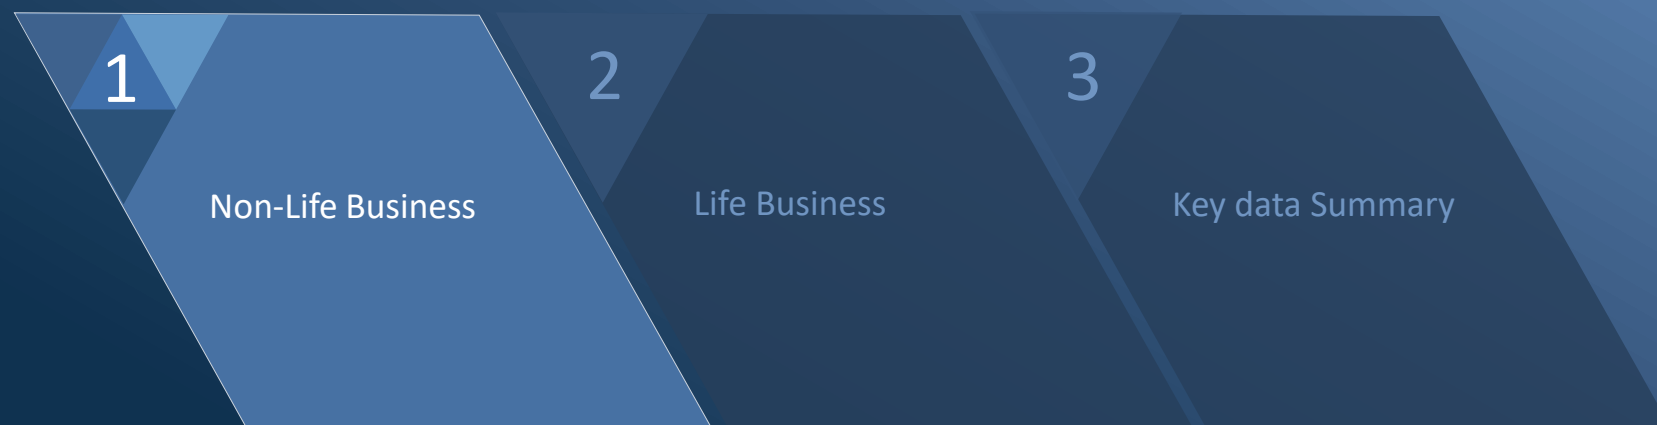 1
Non-Life Business
2
Life Business
3
Key data Summary